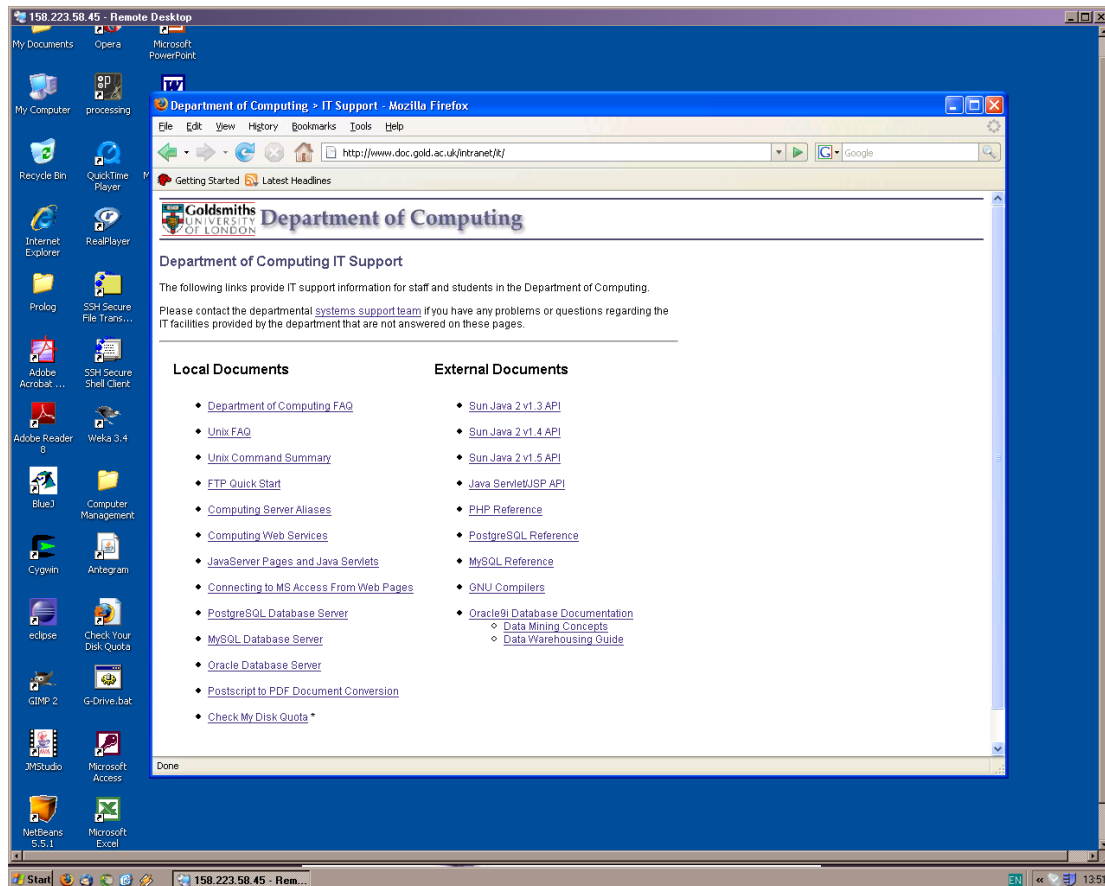 158.223.58.45 - Remote Desktop
My Documents
Opera
Microsoft PowerPoint
My Computer
processing
Recycle Bin
QuickTime Player
M
Internet Explorer
RealPlayer
Prolog
SSH Secure File Trans...
Adobe Acrobat ...
SSH Secure Shell Client
Adobe Reader 8
Weka 3.4
BlueJ
Computer Management
Cygwin
Antegram
eclipse
Check Your Disk Quota
GIMP 2
G-Drive.bat
JMStudio
Microsoft Access
NetBeans 5.5.1
Microsoft Excel
Department of Computing > IT Support - Mozilla Firefox
File Edit View History Bookmarks Tools Help
http://www.doc.gold.ac.uk/intranet/it/
G Google
Getting Started Latest Headlines
Goldsmiths
UNIVERSITY
OF LONDON
Department of Computing
Department of Computing IT Support
The following links provide IT support information for staff and students in the Department of Computing.
Please contact the departmental systems support team if you have any problems or questions regarding the
IT facilities provided by the department that are not answered on these pages.
Local Documents
Department of Computing FAQ
Unix FAQ
Unix Command Summary
FTP Quick Start
Computing Server Aliases
Computing Web Services
JavaServer Pages and Java Servlets
Connecting to MS Access From Web Pages
PostgreSQL Database Server
MySQL Database Server
Oracle Database Server
Postscript to PDF Document Conversion
Check My Disk Quota *
External Documents
Sun Java 2 v1.3 API
Sun Java 2 v1.4 API
Sun Java 2 v1.5 API
Java Servlet/JSP API
PHP Reference
PostgreSQL Reference
MySQL Reference
GNU Compilers
Oracle9i Database Documentation
Data Mining Concepts
Data Warehousing Guide
Done
Start
158.223.58.45 - Rem...
EN
13:51